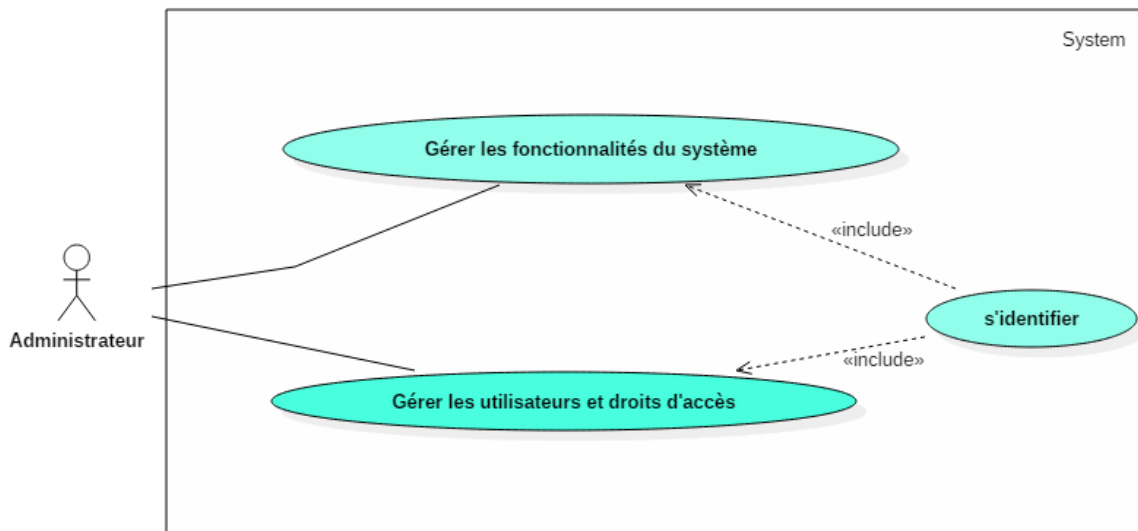 System
Gérer les fonctionnalités du système
«include»
s'identifier
Administrateur
«include»
Gérer les utilisateurs et droits d'accès